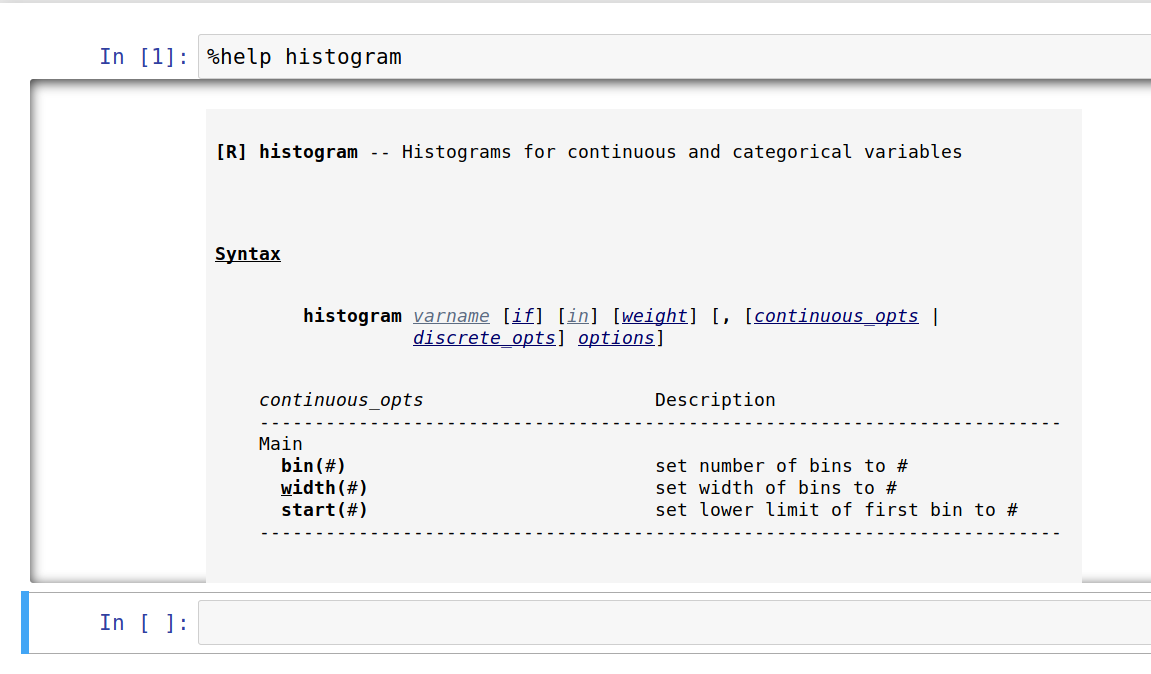 In [1]: %help histogram
[R] histogram -- Histograms for continuous and categorical variables
Syntax
histogram varname [if] [in] [weight] [, [continuous_opts |
discrete_opts] options]
continuous_opts Description
-------------------------------------------------------------------------
Main
bin(#) set number of bins to #
width(#) set width of bins to #
start(#) set lower limit of first bin to #
-------------------------------------------------------------------------
In [ ]: